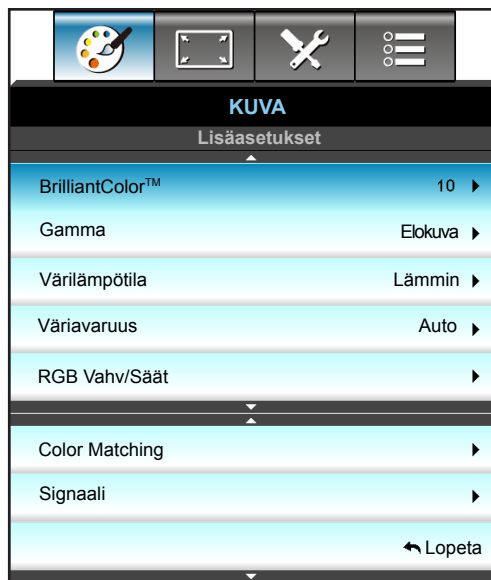 KUVA
Lisäasetukset
BrilliantColor™ 10
Gamma Elokuva
Värilämpötila Lämmin
Väriavaruus Auto
RGB Vahv/Säät
Color Matching
Signaali
Lopeta